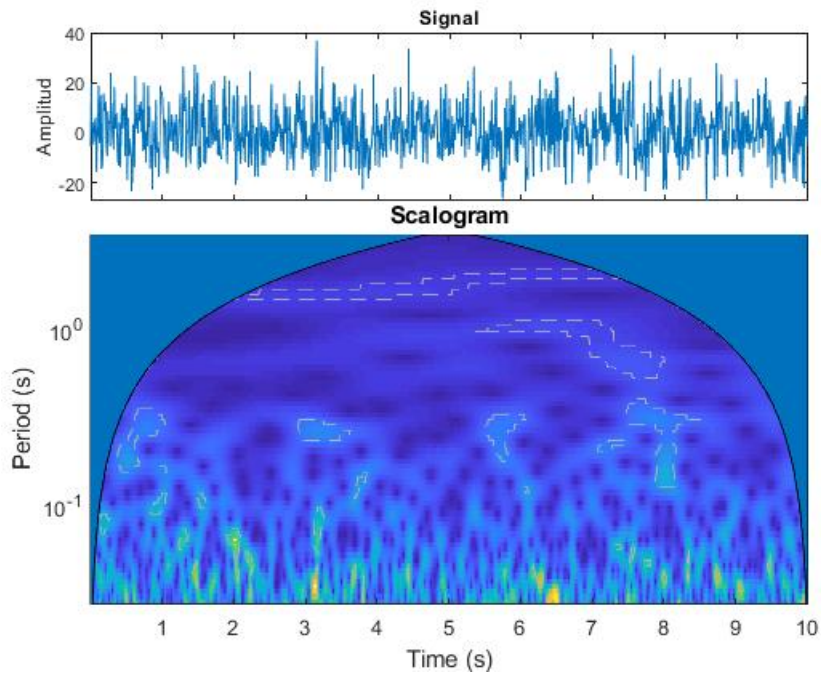 Signal
40
20
0
-20
Amplitud
Scalogram
10^0
10^-1
Period (s)
1 2 3 4 5 6 7 8 9 10
Time (s)